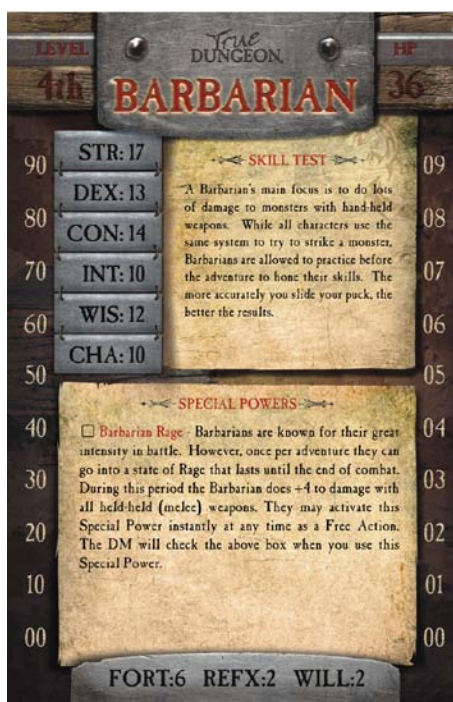 LEVEL
4th
True
DUNGEON
BARBARIAN
HP
36
90
80
70
60
50
40
30
20
10
00
STR: 17
DEX: 13
CON: 14
INT: 10
WIS: 12
CHA: 10
SKILL TEST
A Barbarian's main focus is to do lots
of damage to monsters with hand-held
weapons. While all characters use the
same system to try to strike a monster,
Barbarians are allowed to practice before
the adventure to hone their skills. The
more accurately you slide your puck, the
better the results.
09
08
07
06
05
04
03
02
01
00
SPECIAL POWERS
☐ Barbarian Rage - Barbarians are known for their great
intensity in battle. However, once per adventure they can
go into a state of Rage that lasts until the end of combat.
During this period the Barbarian does +4 to damage with
all held-held (melee) weapons. They may activate this
Special Power instantly at any time as a Free Action.
The DM will check the above box when you use this
Special Power.
FORT:6 REFX:2 WILL:2